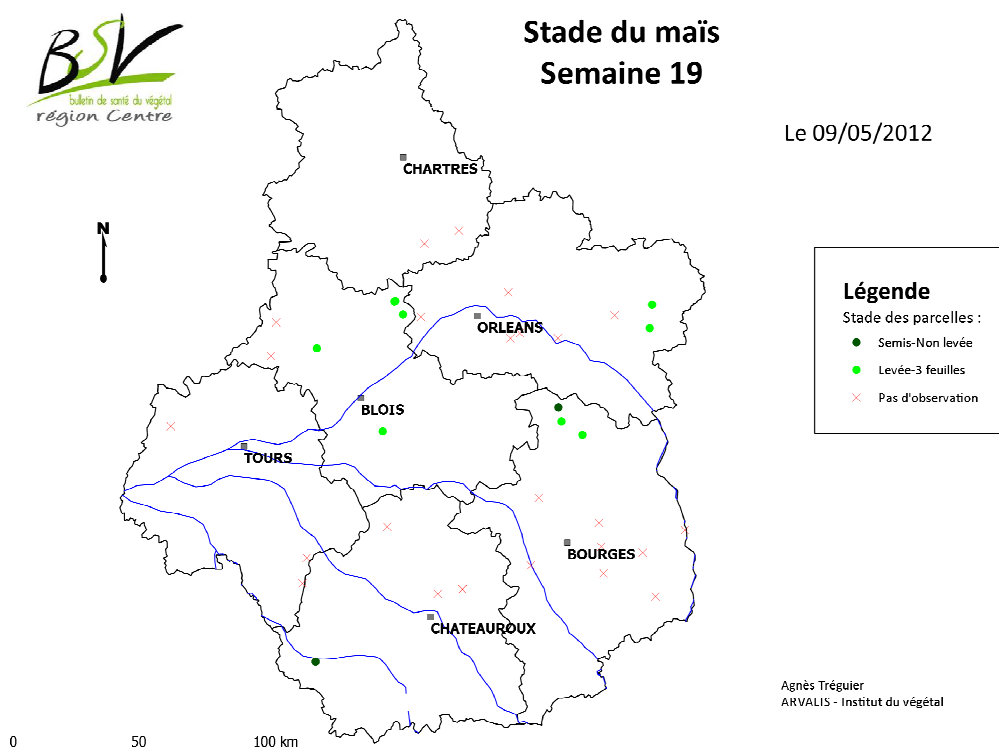 BSV
bulletin de santé du végétal
région Centre
Stade du maïs
Semaine 19
Le 09/05/2012
N
CHARTRES
ORLEANS
BLOIS
TOURS
BOURGES
CHATEAUROUX
Légende
Stade des parcelles :
Semis-Non levée
Levée-3 feuilles
Pas d'observation
Agnès Tréguier
ARVALIS - Institut du végétal
0 50 100 km